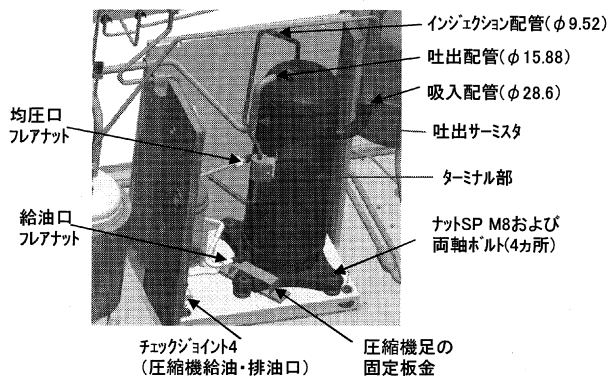 インジェクション配管(φ9.52)
吐出配管(φ15.88)
吸入配管(φ28.6)
吐出サーミスタ
ターミナル部
ナットSP M8および
両軸ボルト(4ヵ所)
均圧口
フレアナット
給油口
フレアナット
チェックジョイント4
(圧縮機給油・排油口)
圧縮機足の
固定板金